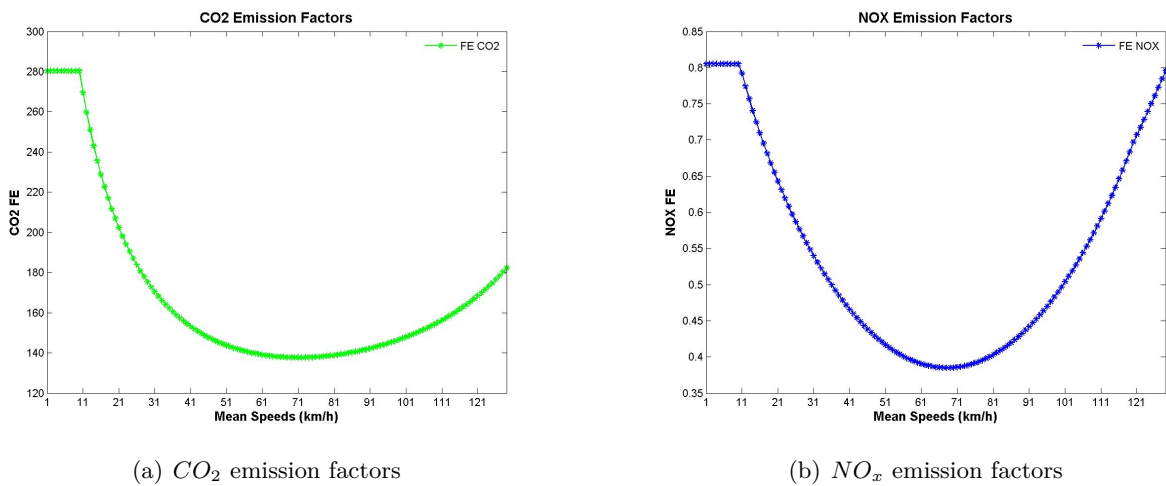 CO2 Emission Factors
FE CO2
300
280
260
240
220
200
180
160
140
120
CO2 FE
1 11 21 31 41 51 61 71 81 91 101 111 121
Mean Speeds (km/h)
(a) CO₂ emission factors
NOX Emission Factors
FE NOX
0.85
0.8
0.75
0.7
0.65
0.6
0.55
0.5
0.45
0.4
0.35
NOX FE
1 11 21 31 41 51 61 71 81 91 101 111 121
Mean Speeds (km/h)
(b) NOₓ emission factors